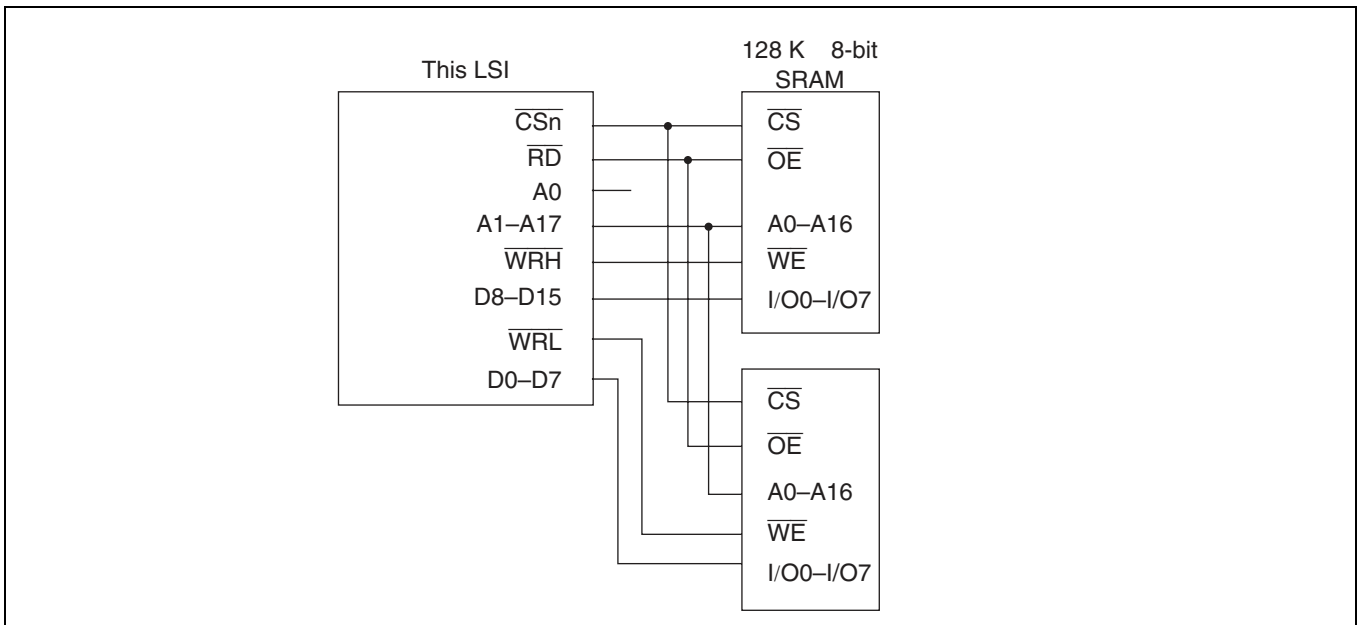 This LSI
CSn
RD
A0
A1–A17
WRH
D8–D15
WRL
D0–D7
128 K 8-bit
SRAM
CS
OE
A0–A16
WE
I/O0–I/O7
CS
OE
A0–A16
WE
I/O0–I/O7